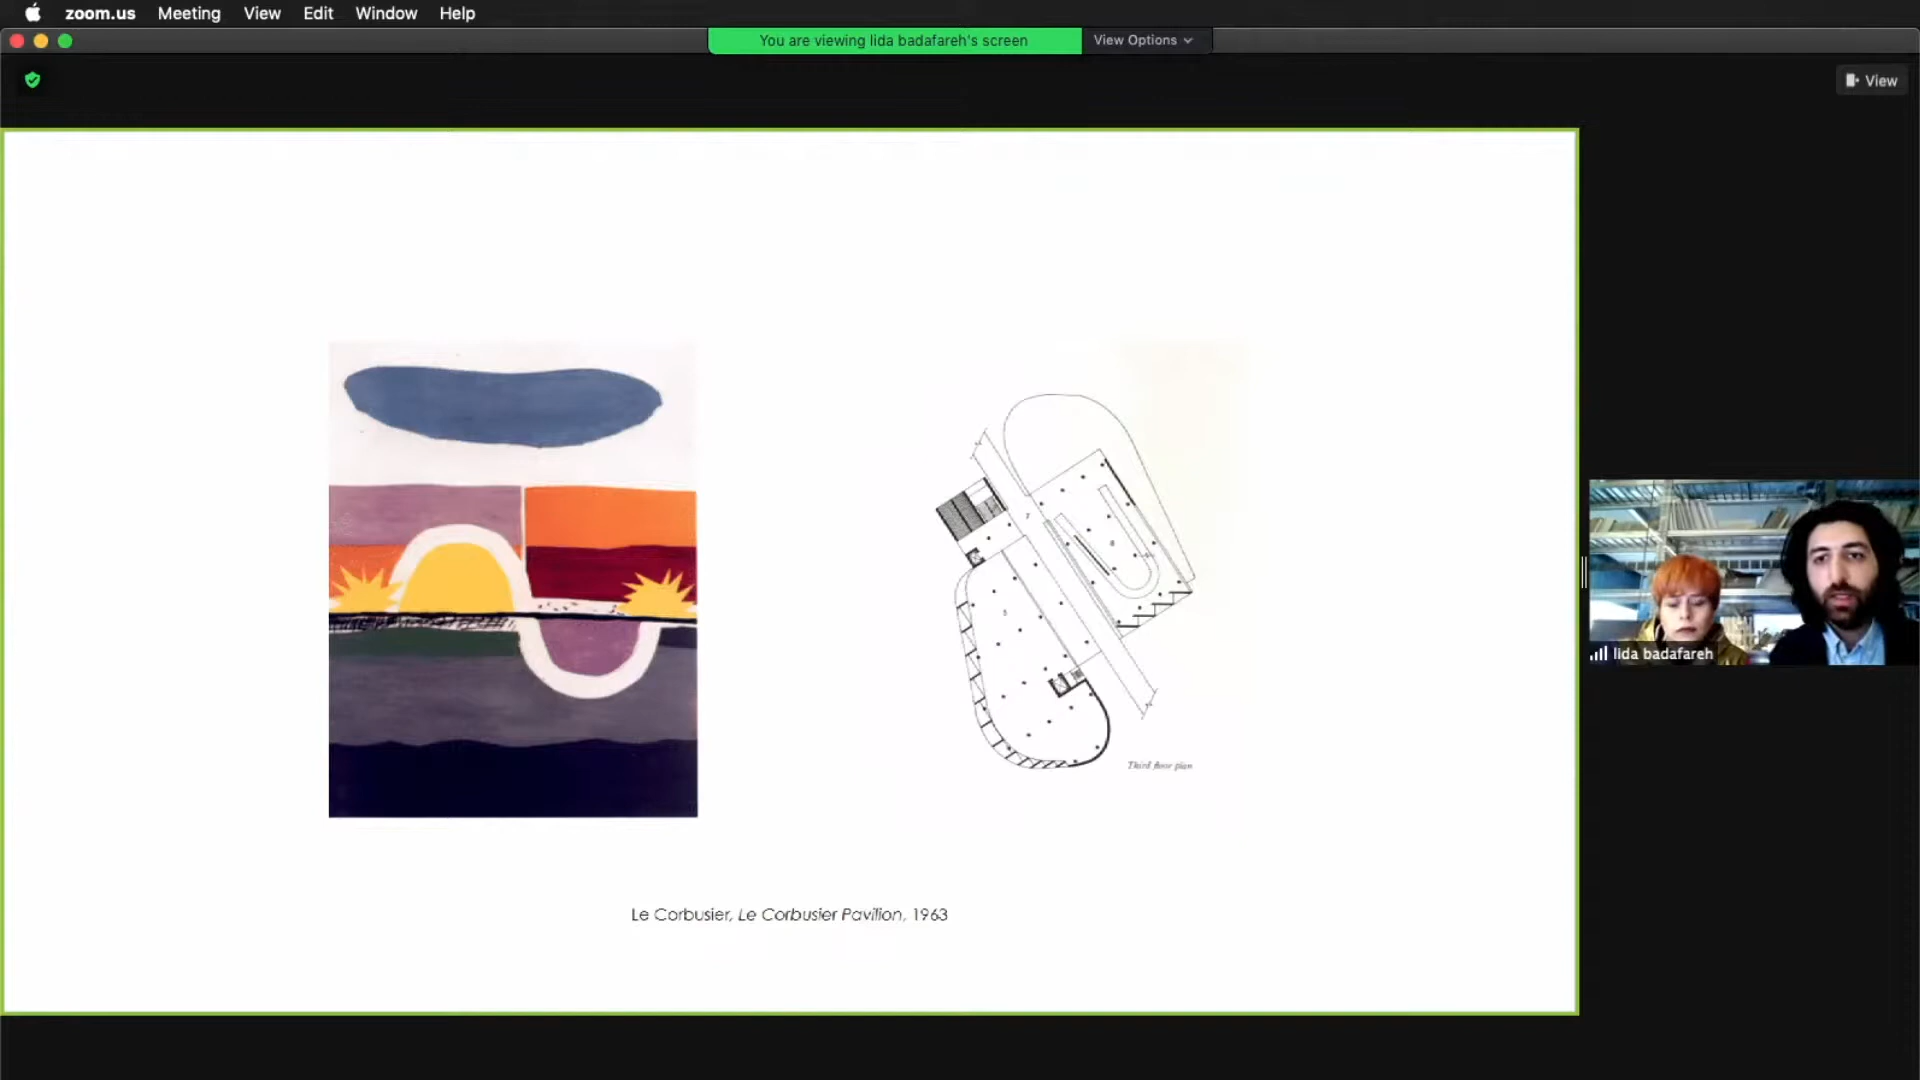 zoom.us Meeting View Edit Window Help
You are viewing lida badafareh's screen View Options
View
lida badafareh
Third floor plan
Le Corbusier, Le Corbusier Pavilion, 1963